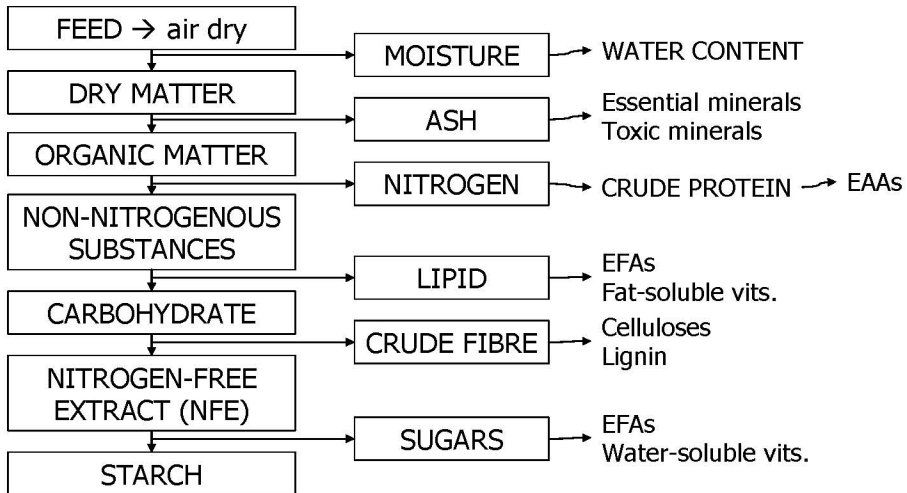 FEED → air dry
MOISTURE
WATER CONTENT
DRY MATTER
ASH
Essential minerals
Toxic minerals
ORGANIC MATTER
NITROGEN
CRUDE PROTEIN
EAAs
NON-NITROGENOUS
SUBSTANCES
LIPID
EFAs
Fat-soluble vits.
CARBOHYDRATE
CRUDE FIBRE
Celluloses
Lignin
NITROGEN-FREE
EXTRACT (NFE)
SUGARS
EFAs
Water-soluble vits.
STARCH